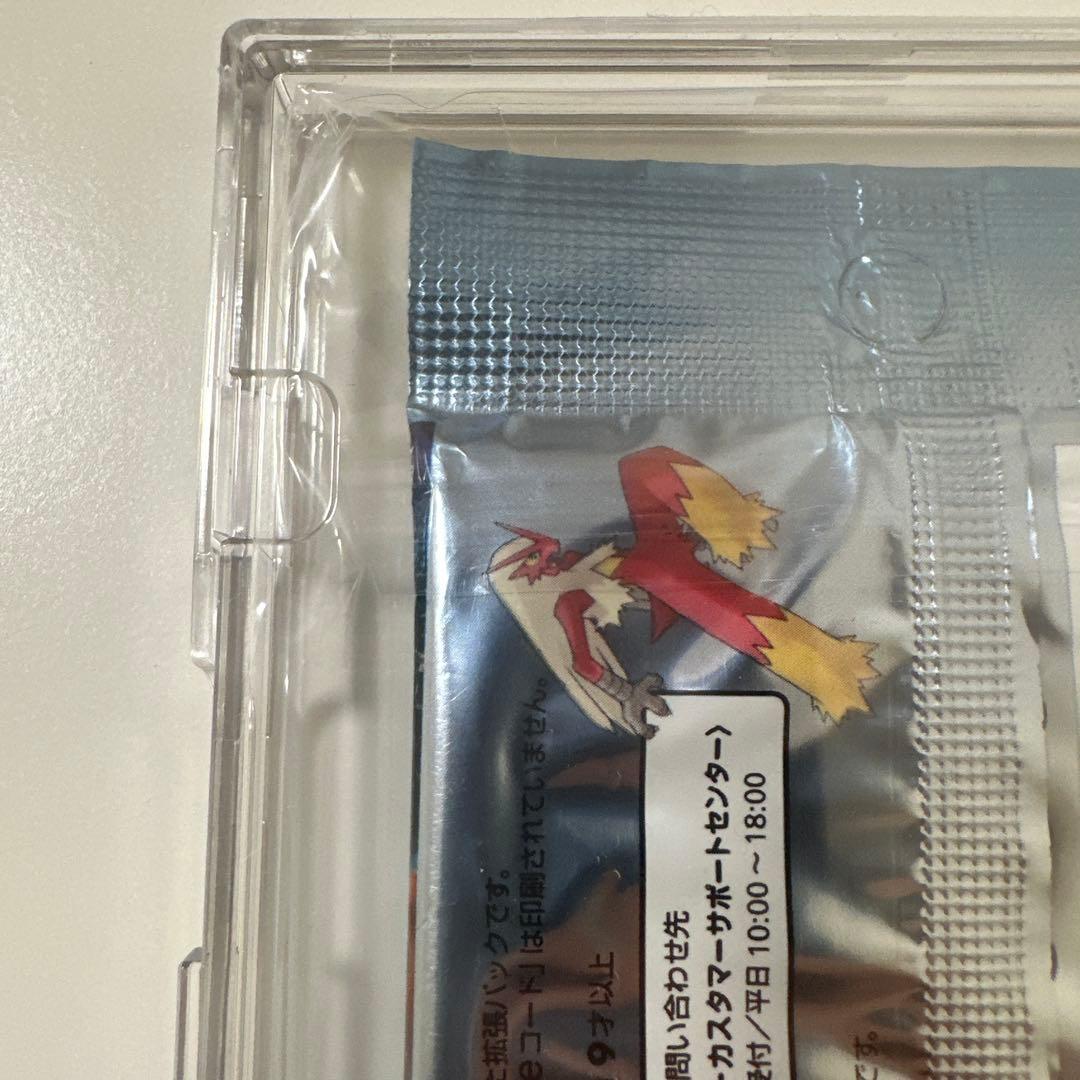 拡張パックです。
eコード」は印刷されていません。
9才以上
問い合わせ先
カスタマーサポートセンター〉
受付／平日 10:00～18:00
です。